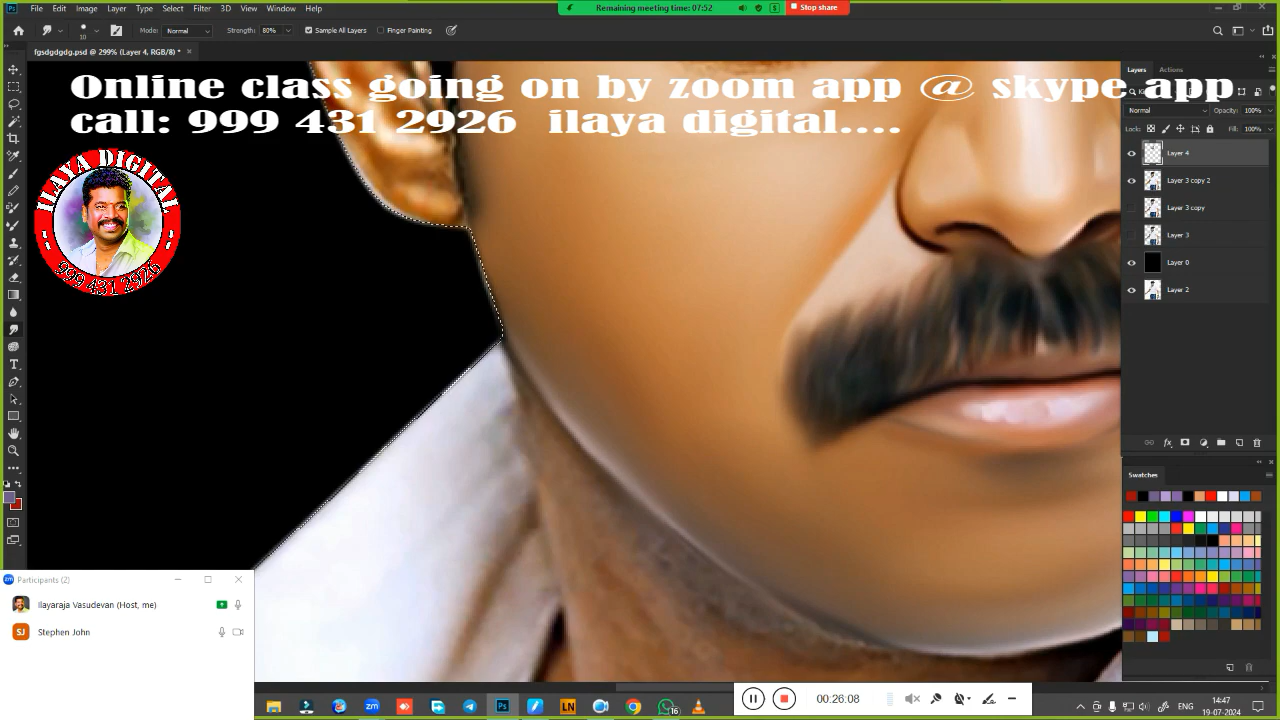 File Edit Image Layer Type Select Filter 3D View Window Help
Remaining meeting time: 07:52
Stop share
10
Mode: Normal
Strength: 80%
Sample All Layers
Finger Painting
fgsdgdgdg.psd @ 299% (Layer 4, RGB/8) *
Online class going on by zoom app @ skype app
call: 999 431 2926 ilaya digital....
ILAYA DIGITAL
999 431 2926
Layers Actions
Normal
Opacity: 100%
Lock:
Fill: 100%
Layer 4
Layer 3 copy 2
Layer 3 copy
Layer 3
Layer 0
Layer 2
Swatches
Participants (2)
Ilayaraja Vasudevan (Host, me)
SJ Stephen John
zm
Ps
LN
16
00:26:08
ENG
14:47
19-07-2024